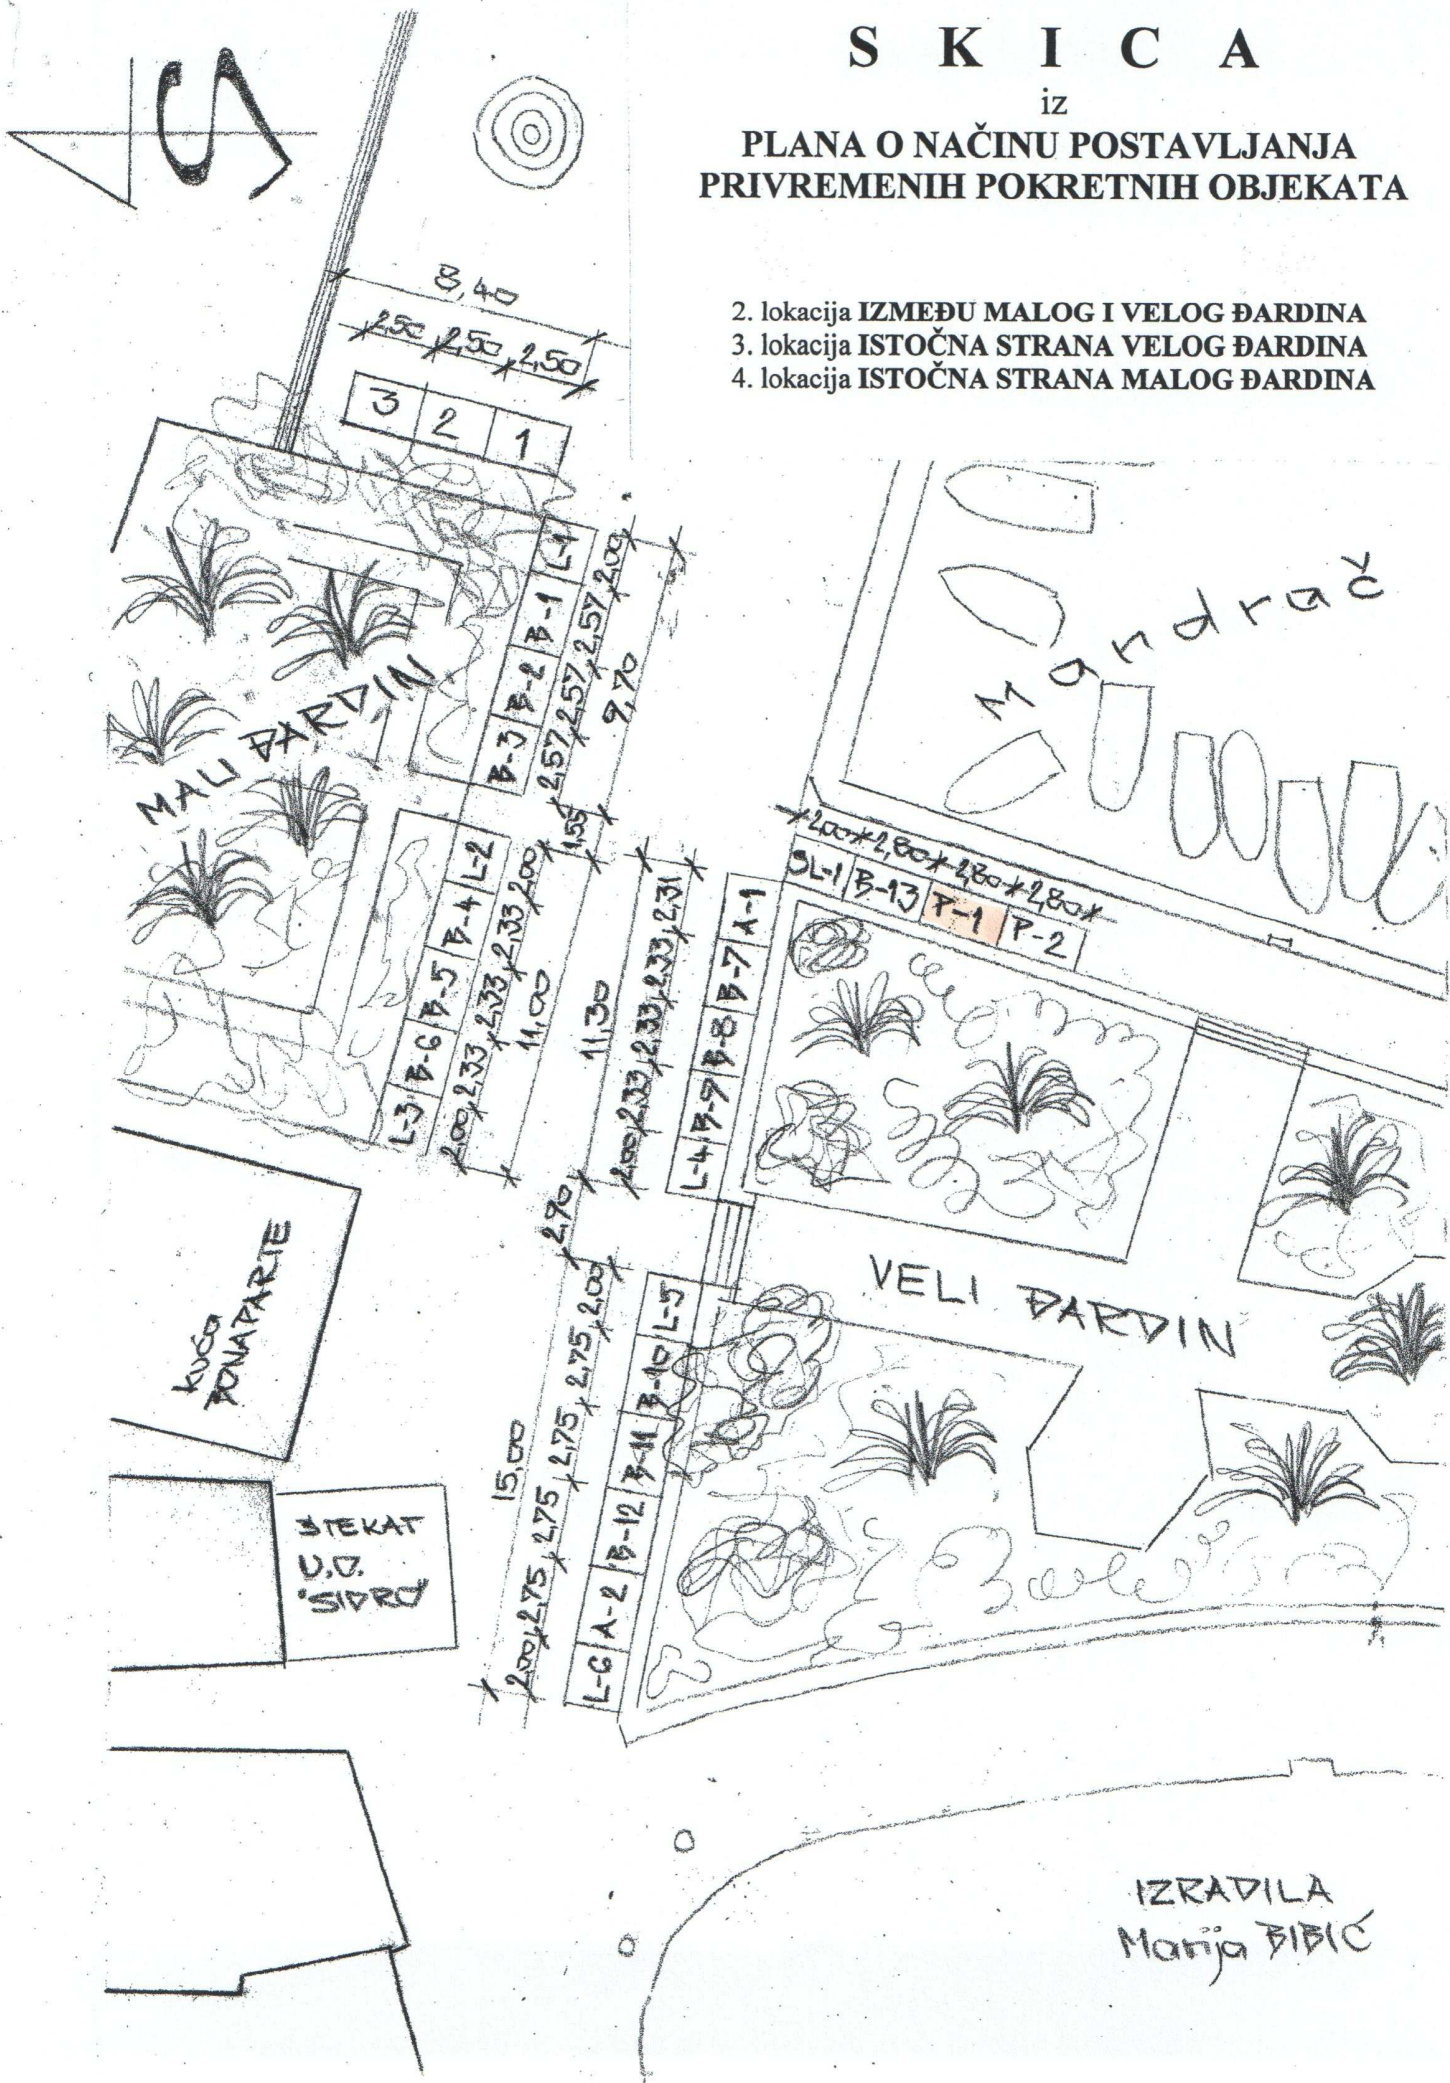 S K I C A
iz
PLANA O NAČINU POSTAVLJANJA
PRIVREMENIH POKRETNIH OBJEKATA
2. lokacija IZMEĐU MALOG I VELOG ĐARDINA
3. lokacija ISTOČNA STRANA VELOG ĐARDINA
4. lokacija ISTOČNA STRANA MALOG ĐARDINA
S
8,40
2,50 2,50 2,50
3 2 1
L-1
B-1
B-2
B-3
2,57 2,57 2,57 2,00
9,70
1,55
MALI ĐARDIN
Mandrač
L-2
B-4
B-5
B-6
L-3
2,00 2,33 2,33 2,33 2,00
11,00
11,30
2,00 2,33 2,33 2,33 2,31
A-1
B-7
B-8
B-9
L-4
2,00 2,80 2,80 2,80
SL-1 B-13 P-1 P-2
2,90
VELI ĐARDIN
kuća
BONAPARTE
L-5
B-10
B-11
B-12
A-2
L-6
2,00 2,75 2,75 2,75 2,75 2,00
15,00
ŠTEKAT
U.O.
"SIDRO"
IZRADILA
Marija BIBIĆ